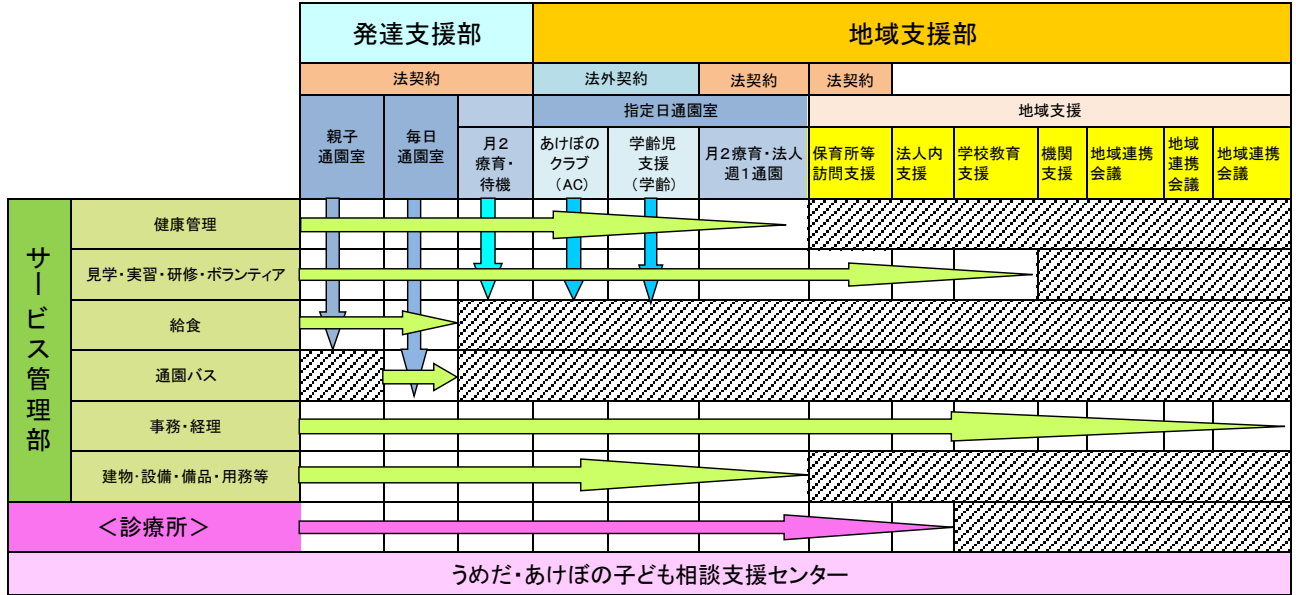 発達支援部
地域支援部
法契約
法外契約
法契約
法契約
指定日通園室
地域支援
親子
通園室
毎日
通園室
月2
療育・
待機
あけぼの
クラブ
(AC)
学齢児
支援
(学齢)
月2療育・法人
週1通園
保育所等
訪問支援
法人内
支援
学校教育
支援
機関
支援
地域連携
会議
地域
連携
会議
地域連携
会議
サービス管理部
健康管理
見学・実習・研修・ボランティア
給食
通園バス
事務・経理
建物・設備・備品・用務等
<診療所>
うめだ・あけぼの子ども相談支援センター